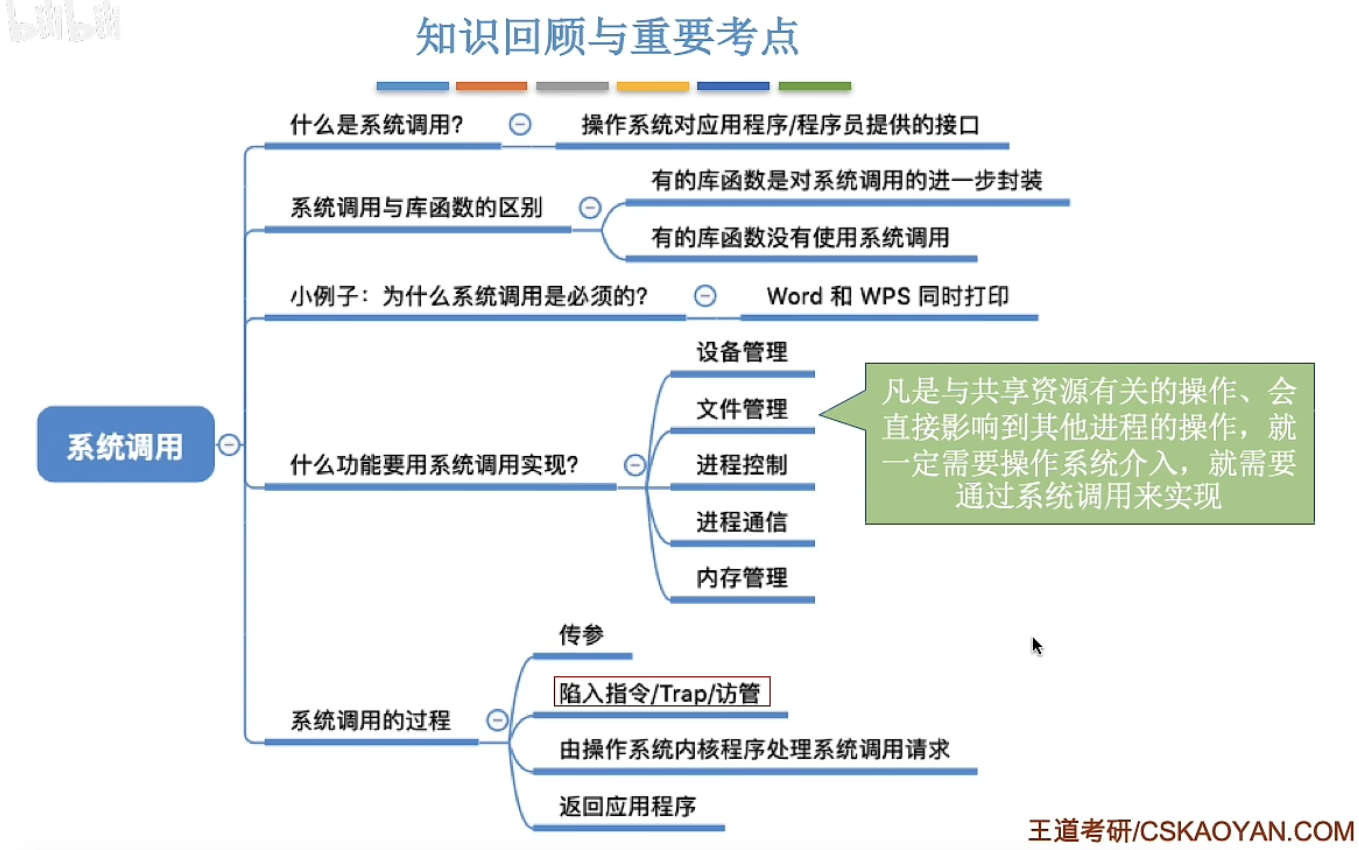 bilibili
知识回顾与重要考点
什么是系统调用?
操作系统对应用程序/程序员提供的接口
系统调用与库函数的区别
有的库函数是对系统调用的进一步封装
有的库函数没有使用系统调用
小例子：为什么系统调用是必须的?
Word 和 WPS 同时打印
系统调用
什么功能要用系统调用实现?
设备管理
文件管理
进程控制
进程通信
内存管理
凡是与共享资源有关的操作、会
直接影响到其他进程的操作，就
一定需要操作系统介入，就需要
通过系统调用来实现
系统调用的过程
传参
陷入指令/Trap/访管
由操作系统内核程序处理系统调用请求
返回应用程序
王道考研/CSKAOYAN.COM